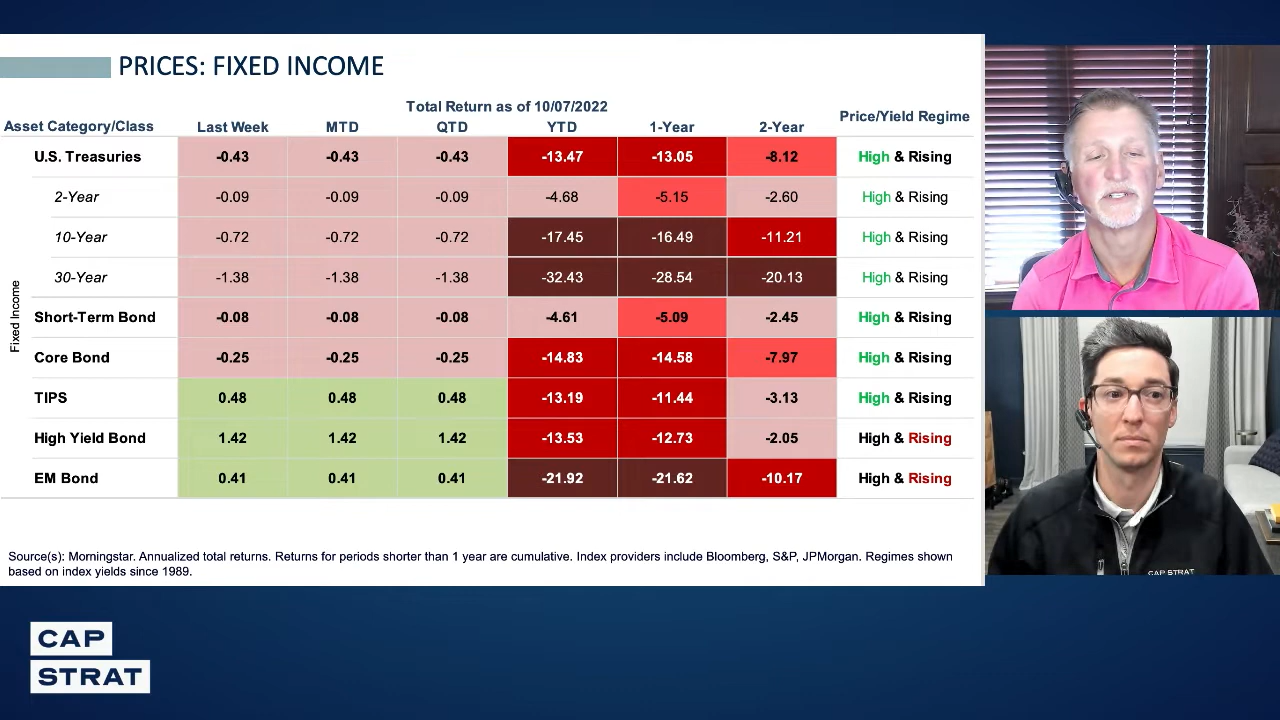 PRICES: FIXED INCOME
Total Return as of 10/07/2022
Asset Category/Class Last Week MTD QTD YTD 1-Year 2-Year Price/Yield Regime
Fixed Income
U.S. Treasuries -0.43 -0.43 -0.43 -13.47 -13.05 -8.12 High & Rising
2-Year -0.09 -0.09 -0.09 -4.68 -5.15 -2.60 High & Rising
10-Year -0.72 -0.72 -0.72 -17.45 -16.49 -11.21 High & Rising
30-Year -1.38 -1.38 -1.38 -32.43 -28.54 -20.13 High & Rising
Short-Term Bond -0.08 -0.08 -0.08 -4.61 -5.09 -2.45 High & Rising
Core Bond -0.25 -0.25 -0.25 -14.83 -14.58 -7.97 High & Rising
TIPS 0.48 0.48 0.48 -13.19 -11.44 -3.13 High & Rising
High Yield Bond 1.42 1.42 1.42 -13.53 -12.73 -2.05 High & Rising
EM Bond 0.41 0.41 0.41 -21.92 -21.62 -10.17 High & Rising
Source(s): Morningstar. Annualized total returns. Returns for periods shorter than 1 year are cumulative. Index providers include Bloomberg, S&P, JPMorgan. Regimes shown
based on index yields since 1989.
CAP STRAT
CAP
STRAT